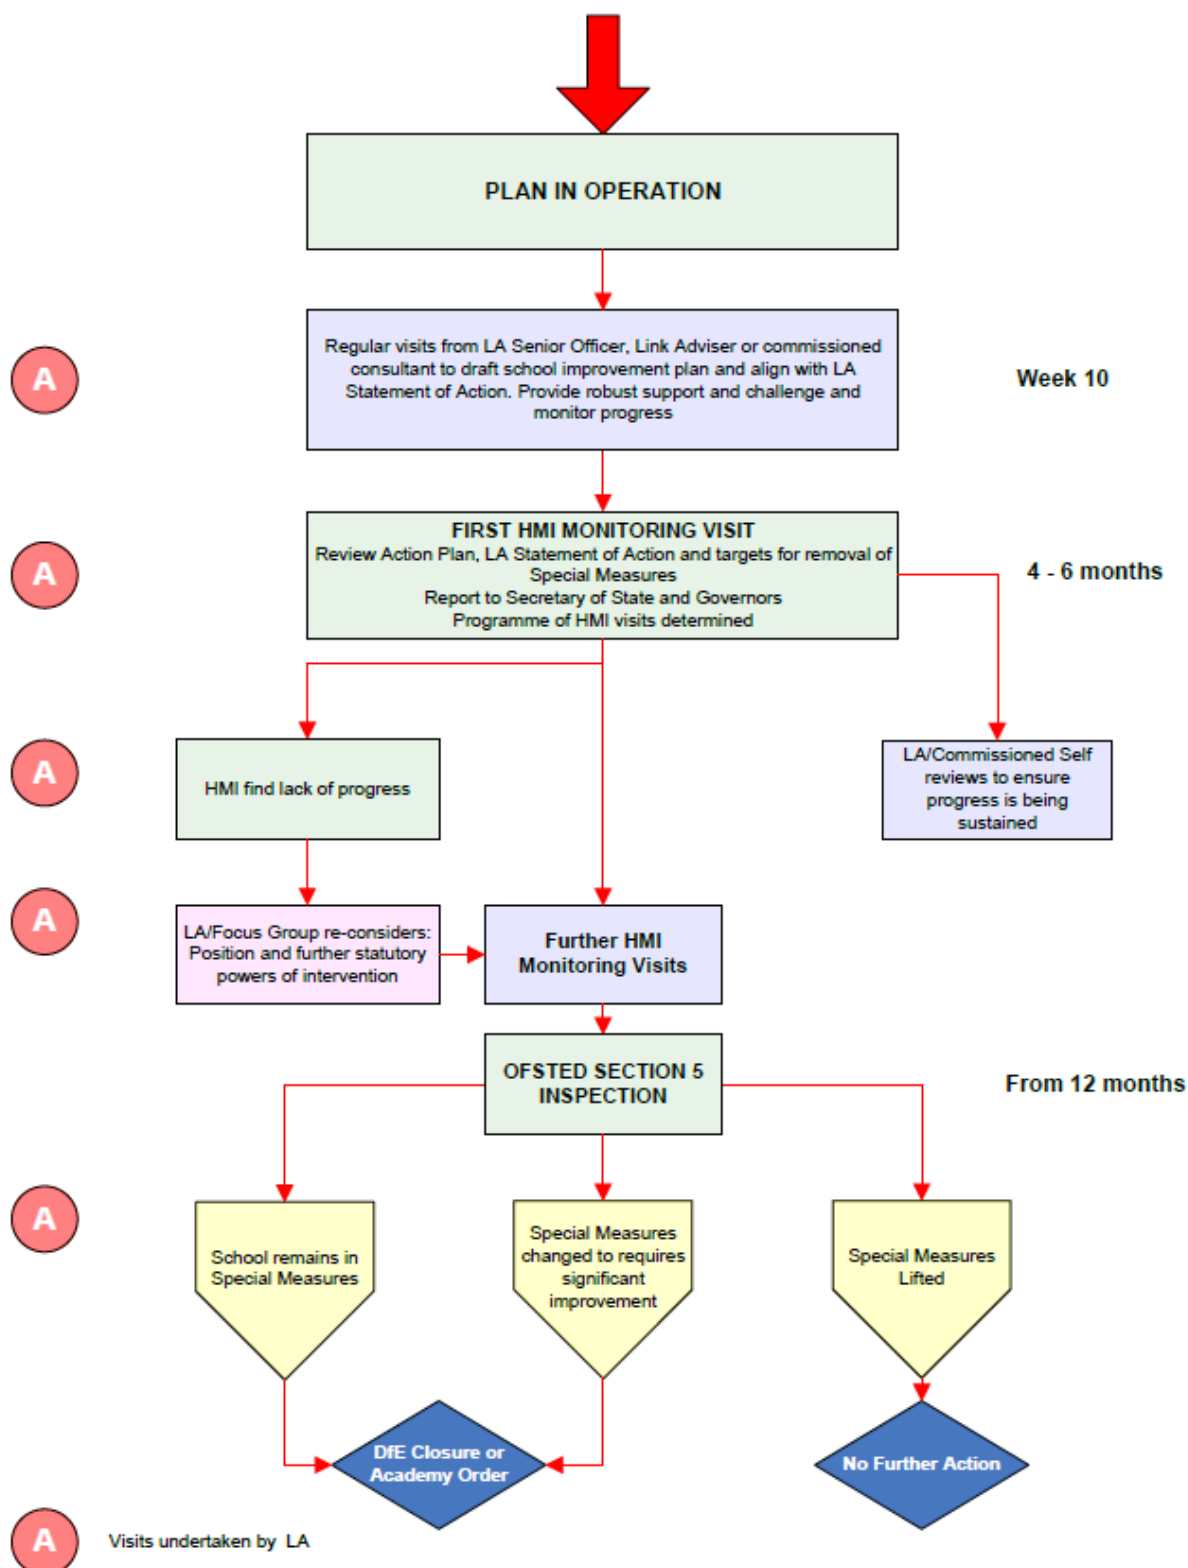 PLAN IN OPERATION
A
Regular visits from LA Senior Officer, Link Adviser or commissioned
consultant to draft school improvement plan and align with LA
Statement of Action. Provide robust support and challenge and
monitor progress
Week 10
A
FIRST HMI MONITORING VISIT
Review Action Plan, LA Statement of Action and targets for removal of
Special Measures
Report to Secretary of State and Governors
Programme of HMI visits determined
4 - 6 months
A
HMI find lack of progress
LA/Commissioned Self
reviews to ensure
progress is being
sustained
A
LA/Focus Group re-considers:
Position and further statutory
powers of intervention
Further HMI
Monitoring Visits
OFSTED SECTION 5
INSPECTION
From 12 months
A
School remains in
Special Measures
Special Measures
changed to requires
significant
improvement
Special Measures
Lifted
DfE Closure or
Academy Order
No Further Action
A
Visits undertaken by LA